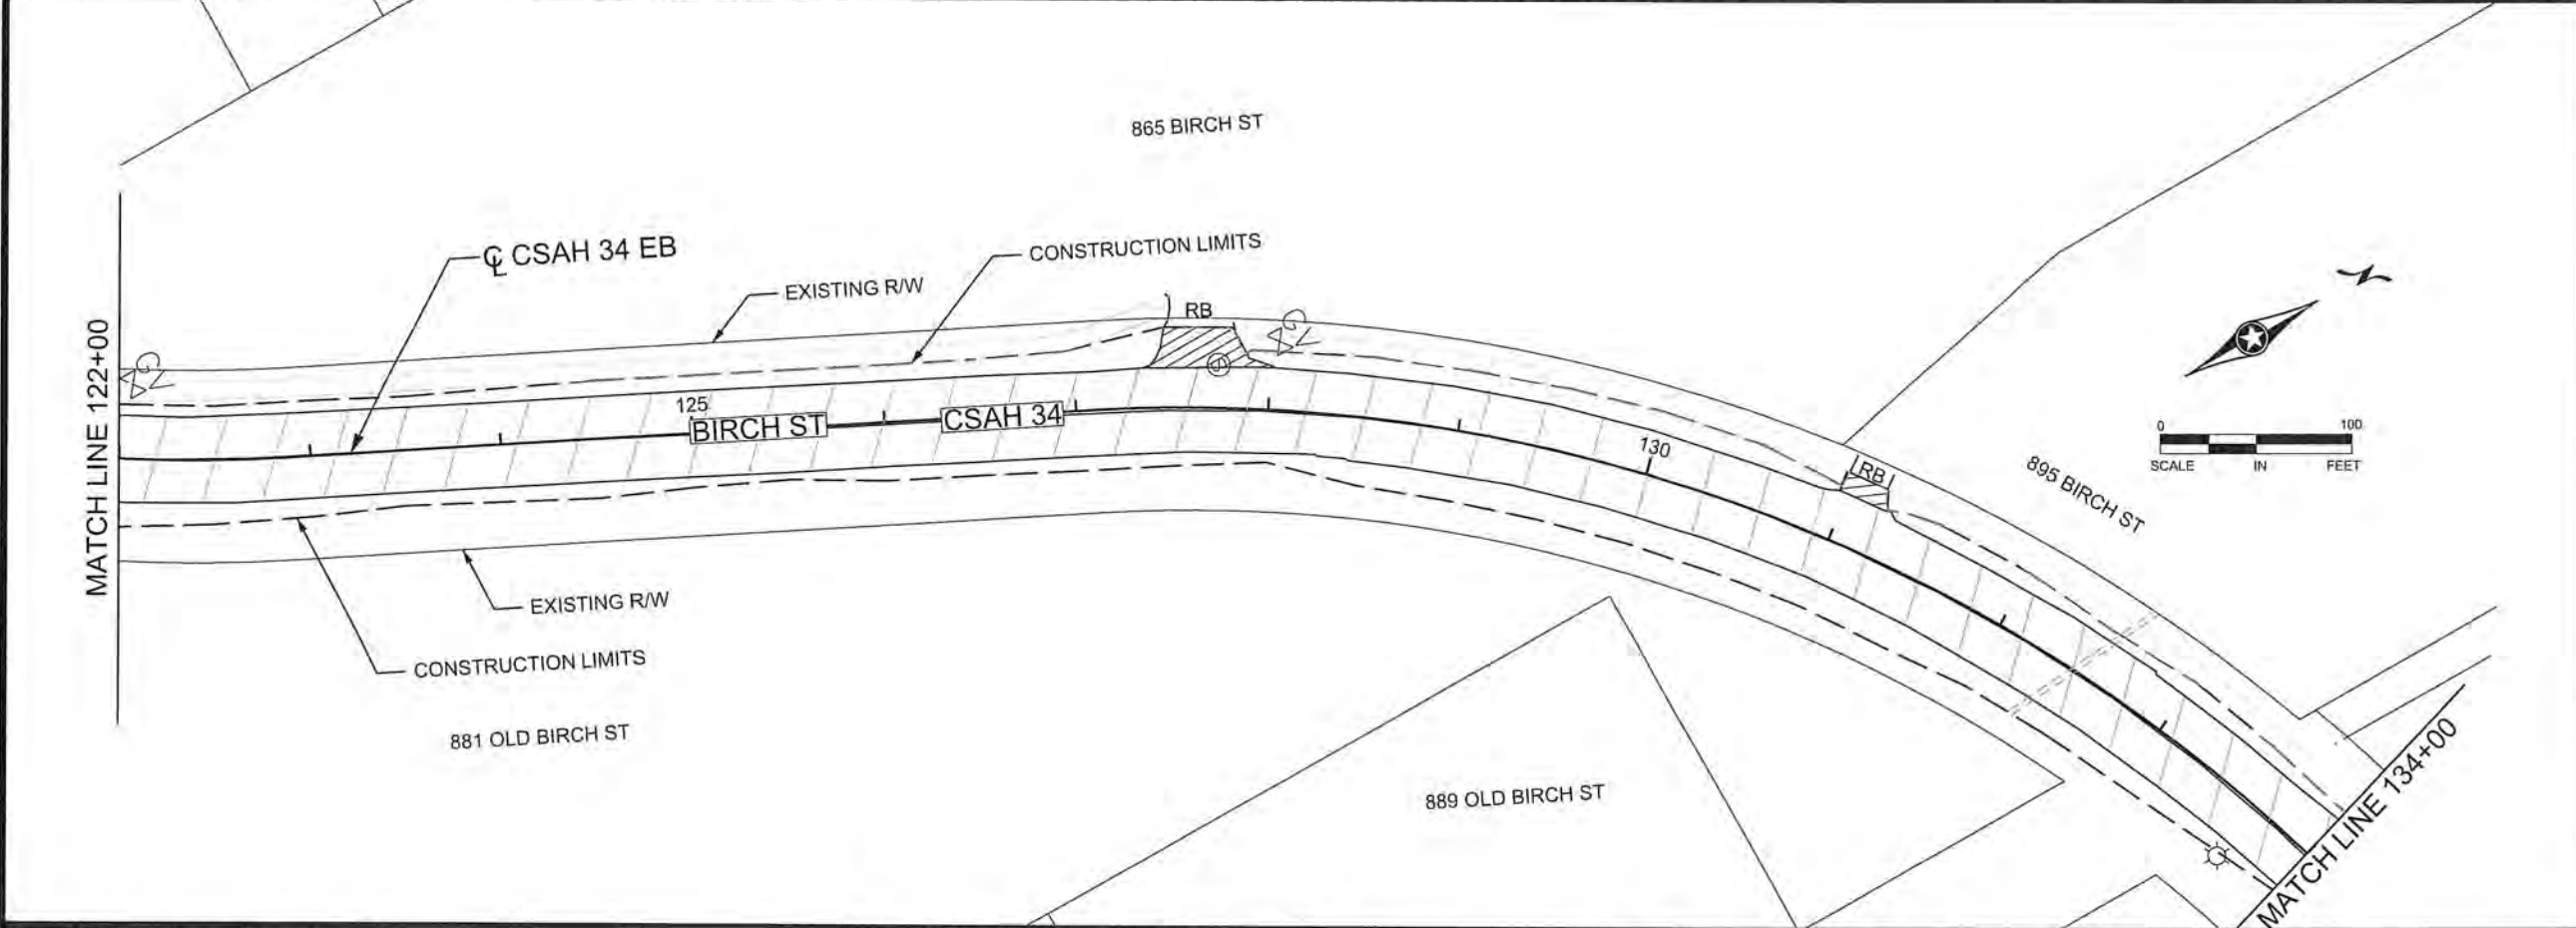 865 BIRCH ST
℄ CSAH 34 EB
CONSTRUCTION LIMITS
EXISTING R/W
RB
GV
GV
MATCH LINE 122+00
125
BIRCH ST
CSAH 34
130
RB
S
0 100
SCALE IN FEET
895 BIRCH ST
N
EXISTING R/W
CONSTRUCTION LIMITS
881 OLD BIRCH ST
889 OLD BIRCH ST
MATCH LINE 134+00